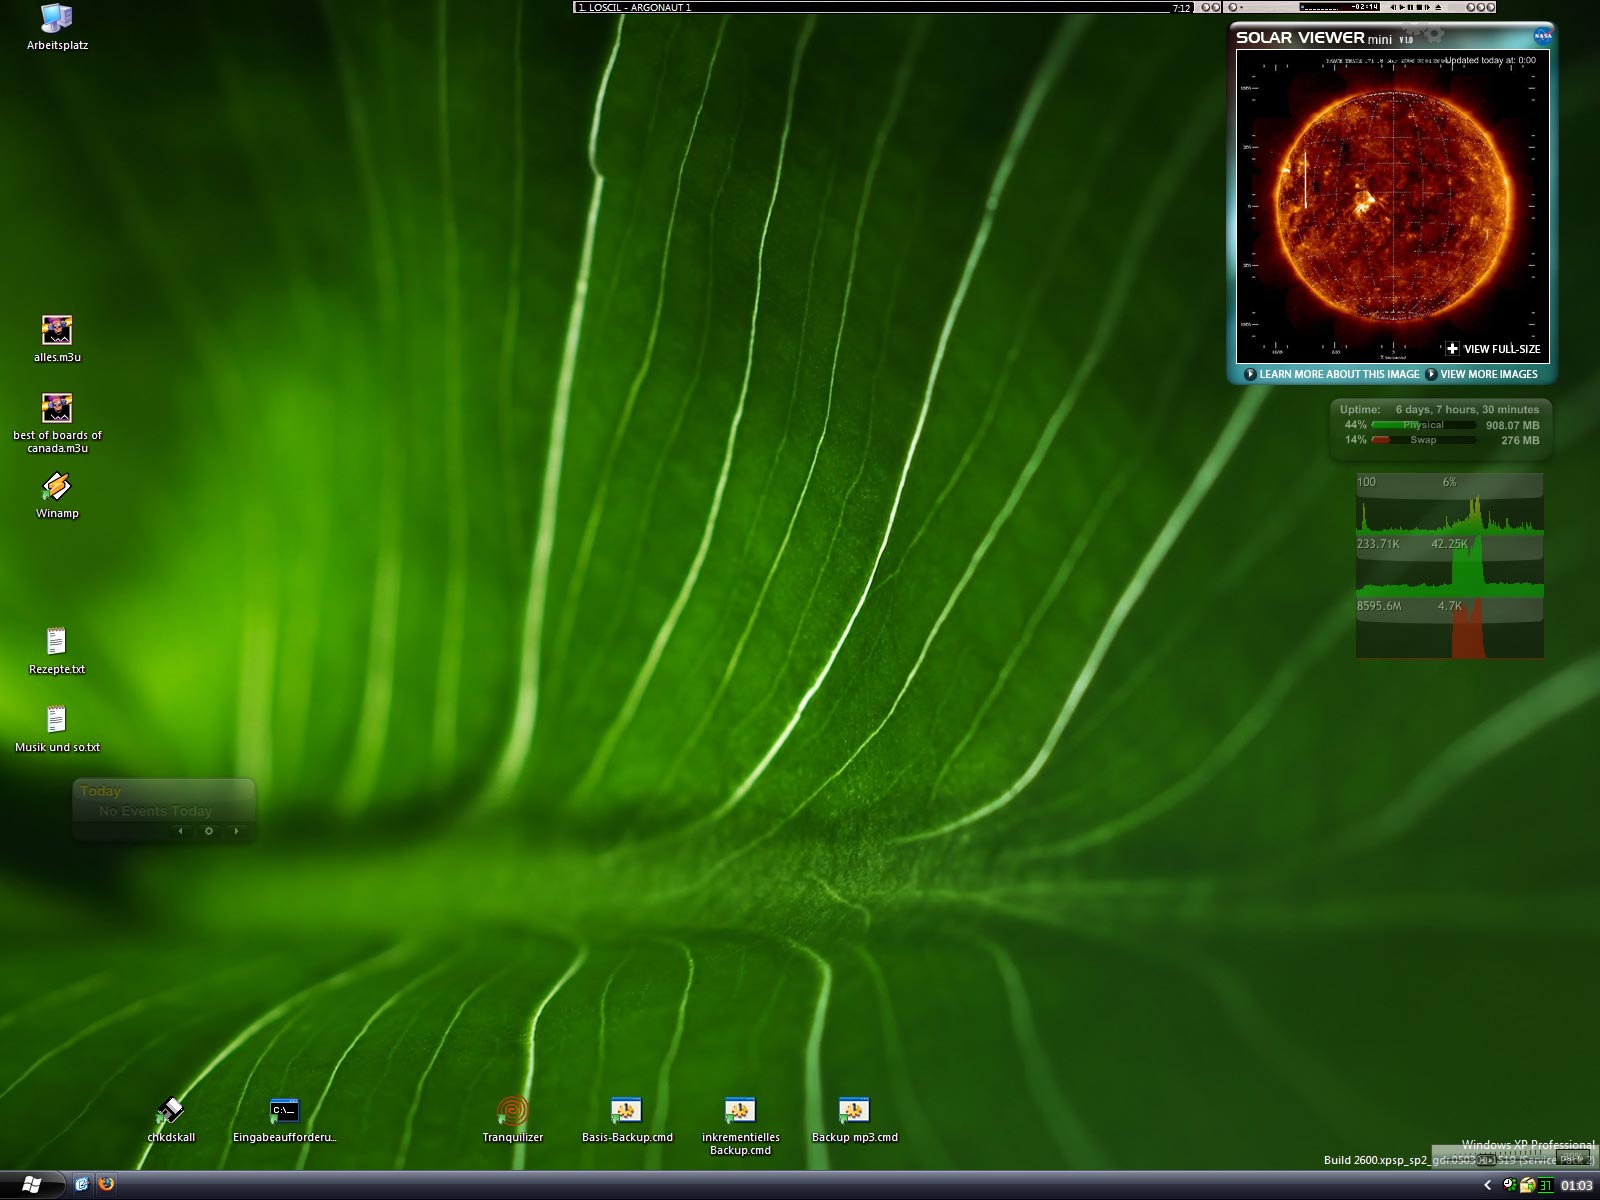 1. LOSCIL - ARGONAUT 1
7:12
-02:14
Arbeitsplatz
SOLAR VIEWER mini V 1.0
NASA
Updated today at: 0:00
VIEW FULL-SIZE
LEARN MORE ABOUT THIS IMAGE
VIEW MORE IMAGES
alles.m3u
best of boards of
canada.m3u
Winamp
Uptime: 6 days, 7 hours, 30 minutes
44% Physical 908.07 MB
14% Swap 276 MB
100 6%
233.71K 42.25K
8595.6M 4.7K
Rezepte.txt
Musik und so.txt
Today
No Events Today
chkdskall
C:\_
Eingabeaufforderu...
Tranquilizer
Basis-Backup.cmd
inkrementielles
Backup.cmd
Backup mp3.cmd
Windows XP Professional
Build 2600.xpsp_sp2_gdr.0503 519 (Service Pack 2)
37
01:03